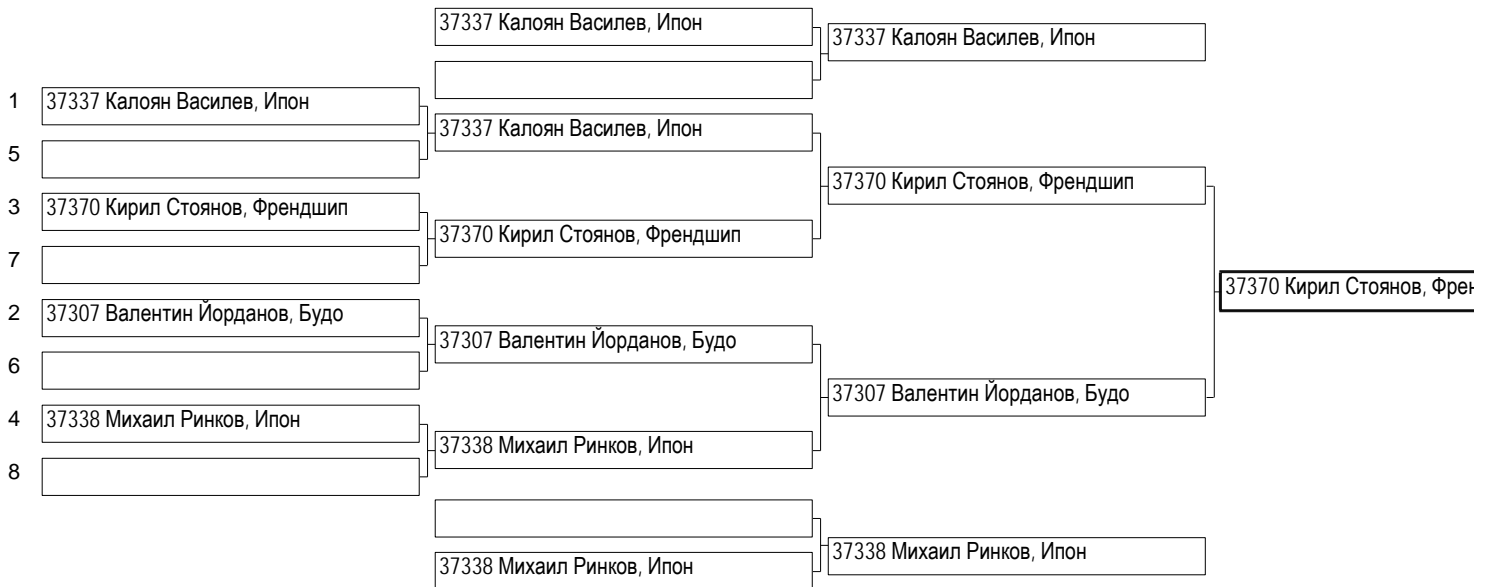 37337 Калоян Василев, Ипон
37337 Калоян Василев, Ипон
1 37337 Калоян Василев, Ипон
37337 Калоян Василев, Ипон
5
37370 Кирил Стоянов, Френдшип
3 37370 Кирил Стоянов, Френдшип
37370 Кирил Стоянов, Френдшип
7
37370 Кирил Стоянов, Френ
2 37307 Валентин Йорданов, Будо
37307 Валентин Йорданов, Будо
6
37307 Валентин Йорданов, Будо
4 37338 Михаил Ринков, Ипон
37338 Михаил Ринков, Ипон
8
37338 Михаил Ринков, Ипон
37338 Михаил Ринков, Ипон